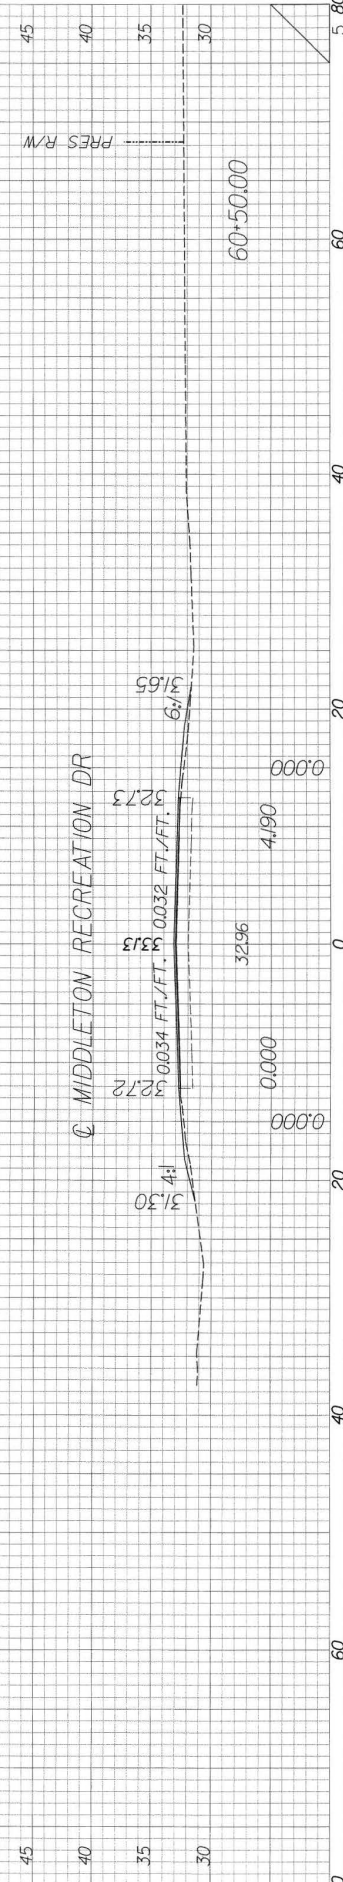 ℄ MIDDLETON RECREATION DR
45 45
40 40
35 35
30 30
PRES R/W
31.30 4:1 32.72 0.034 FT./FT. 33.13 0.032 FT./FT. 32.73 6:1 31.65
32.96
60+50.00
0.000 0.000 4.190 0.000
60 40 20 0 20 40 60 80
5